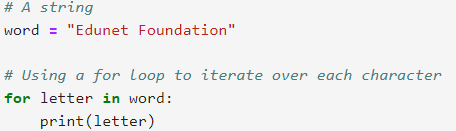 # A string
word = "Edunet Foundation"
# Using a for loop to iterate over each character
for letter in word:
    print(letter)